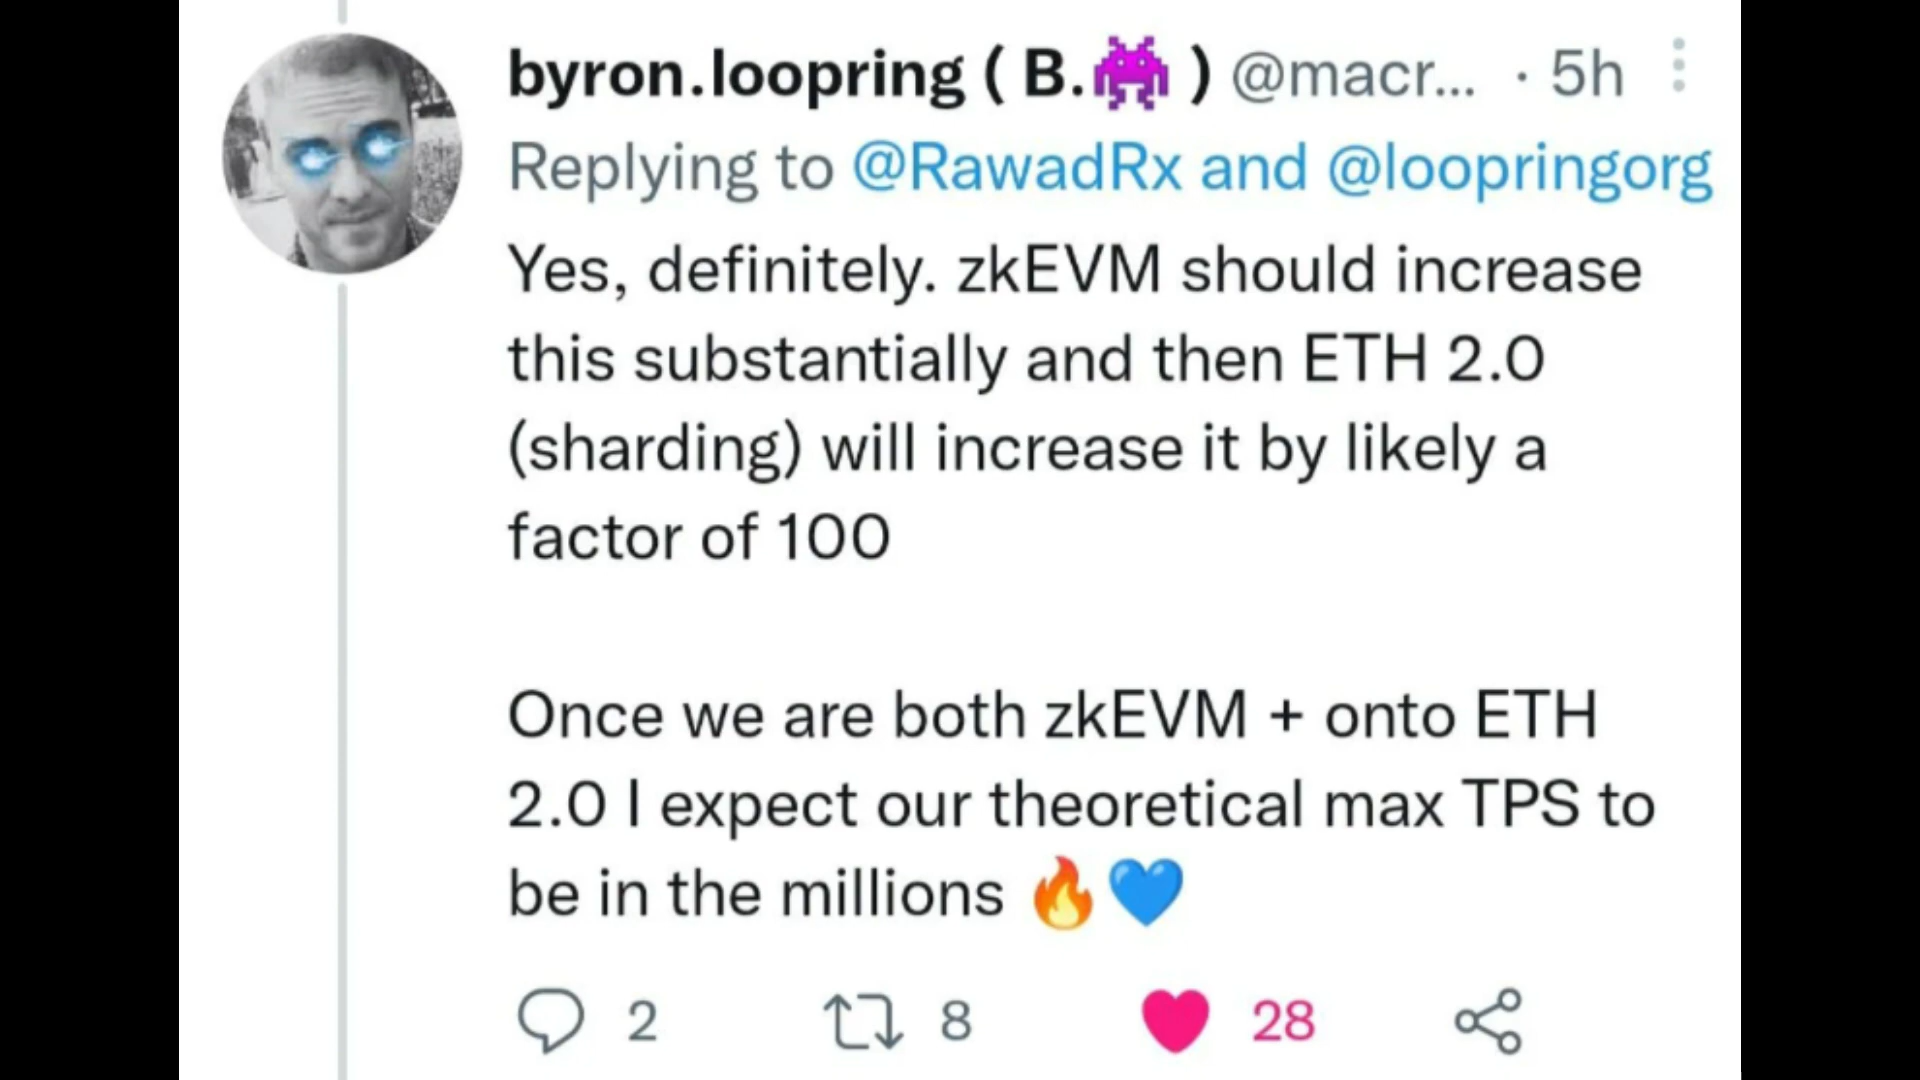 byron.loopring ( B.👾 ) @macr... · 5h
Replying to @RawadRx and @loopringorg
Yes, definitely. zkEVM should increase
this substantially and then ETH 2.0
(sharding) will increase it by likely a
factor of 100
Once we are both zkEVM + onto ETH
2.0 I expect our theoretical max TPS to
be in the millions 🔥💙
2 8 28